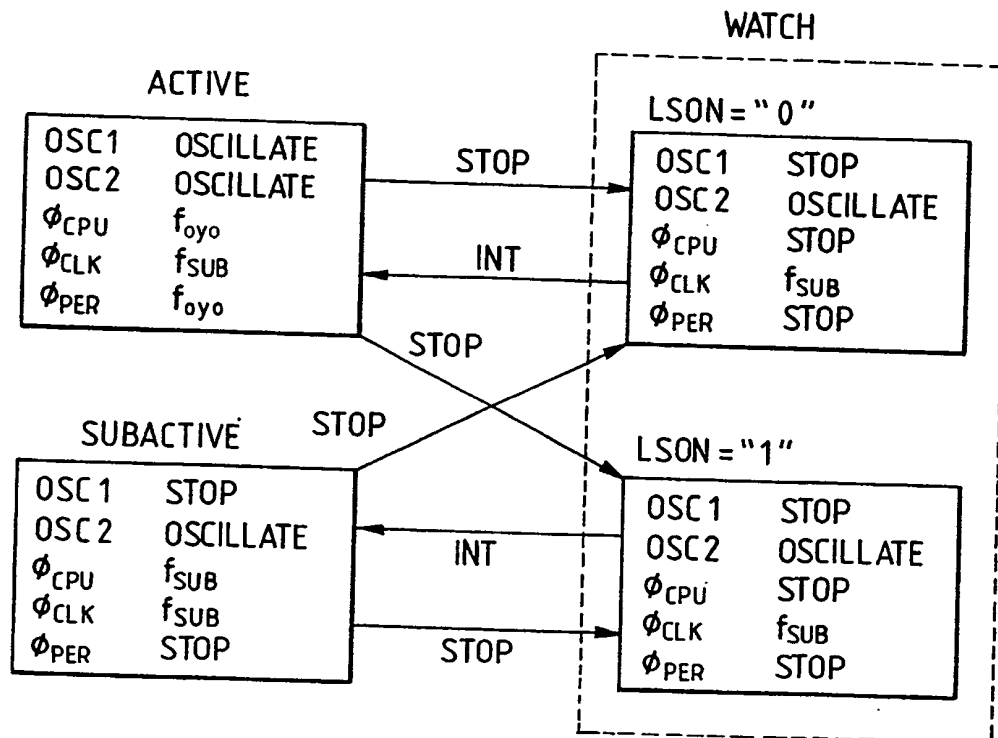 WATCH
ACTIVE
OSC1 OSCILLATE
OSC2 OSCILLATE
ϕCPU foyo
ϕCLK fSUB
ϕPER foyo
STOP
INT
STOP
STOP
LSON = "0"
OSC1 STOP
OSC2 OSCILLATE
ϕCPU STOP
ϕCLK fSUB
ϕPER STOP
SUBACTIVE
OSC1 STOP
OSC2 OSCILLATE
ϕCPU fSUB
ϕCLK fSUB
ϕPER STOP
INT
STOP
LSON = "1"
OSC1 STOP
OSC2 OSCILLATE
ϕCPU STOP
ϕCLK fSUB
ϕPER STOP